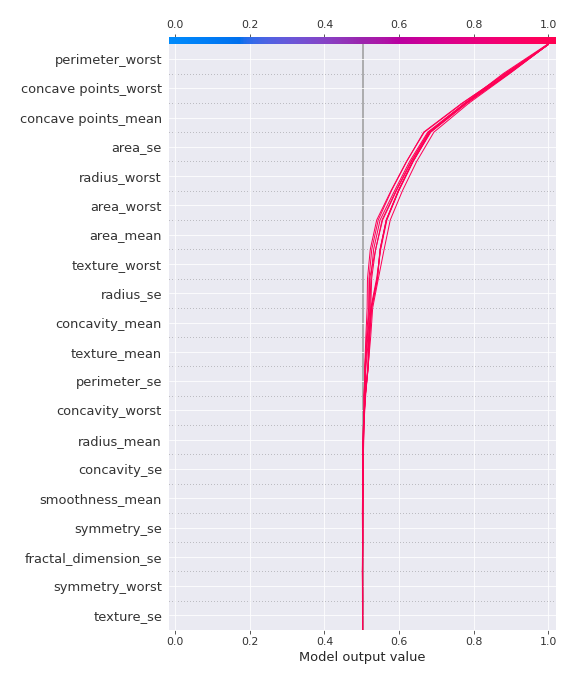 0.0 0.2 0.4 0.6 0.8 1.0
perimeter_worst
concave points_worst
concave points_mean
area_se
radius_worst
area_worst
area_mean
texture_worst
radius_se
concavity_mean
texture_mean
perimeter_se
concavity_worst
radius_mean
concavity_se
smoothness_mean
symmetry_se
fractal_dimension_se
symmetry_worst
texture_se
0.0 0.2 0.4 0.6 0.8 1.0
Model output value